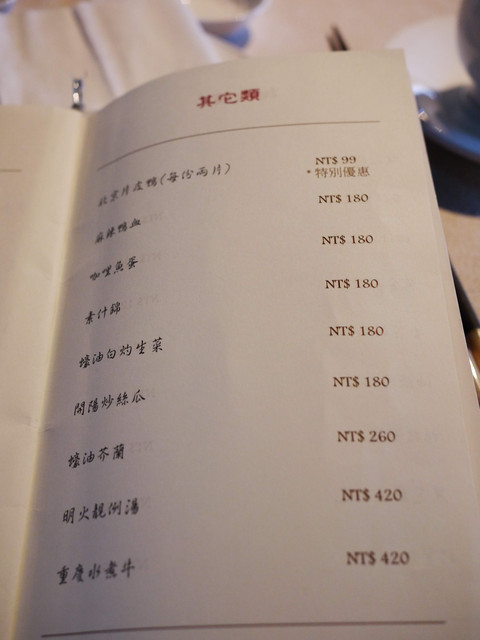 其它類
北京片皮鴨(每份兩片) NT$ 99
*特別優惠
麻辣鴨血 NT$ 180
咖哩魚蛋 NT$ 180
素什錦 NT$ 180
蠔油白灼生菜 NT$ 180
開陽炒絲瓜 NT$ 180
蠔油芥蘭 NT$ 260
明火靚例湯 NT$ 420
重慶水煮牛 NT$ 420